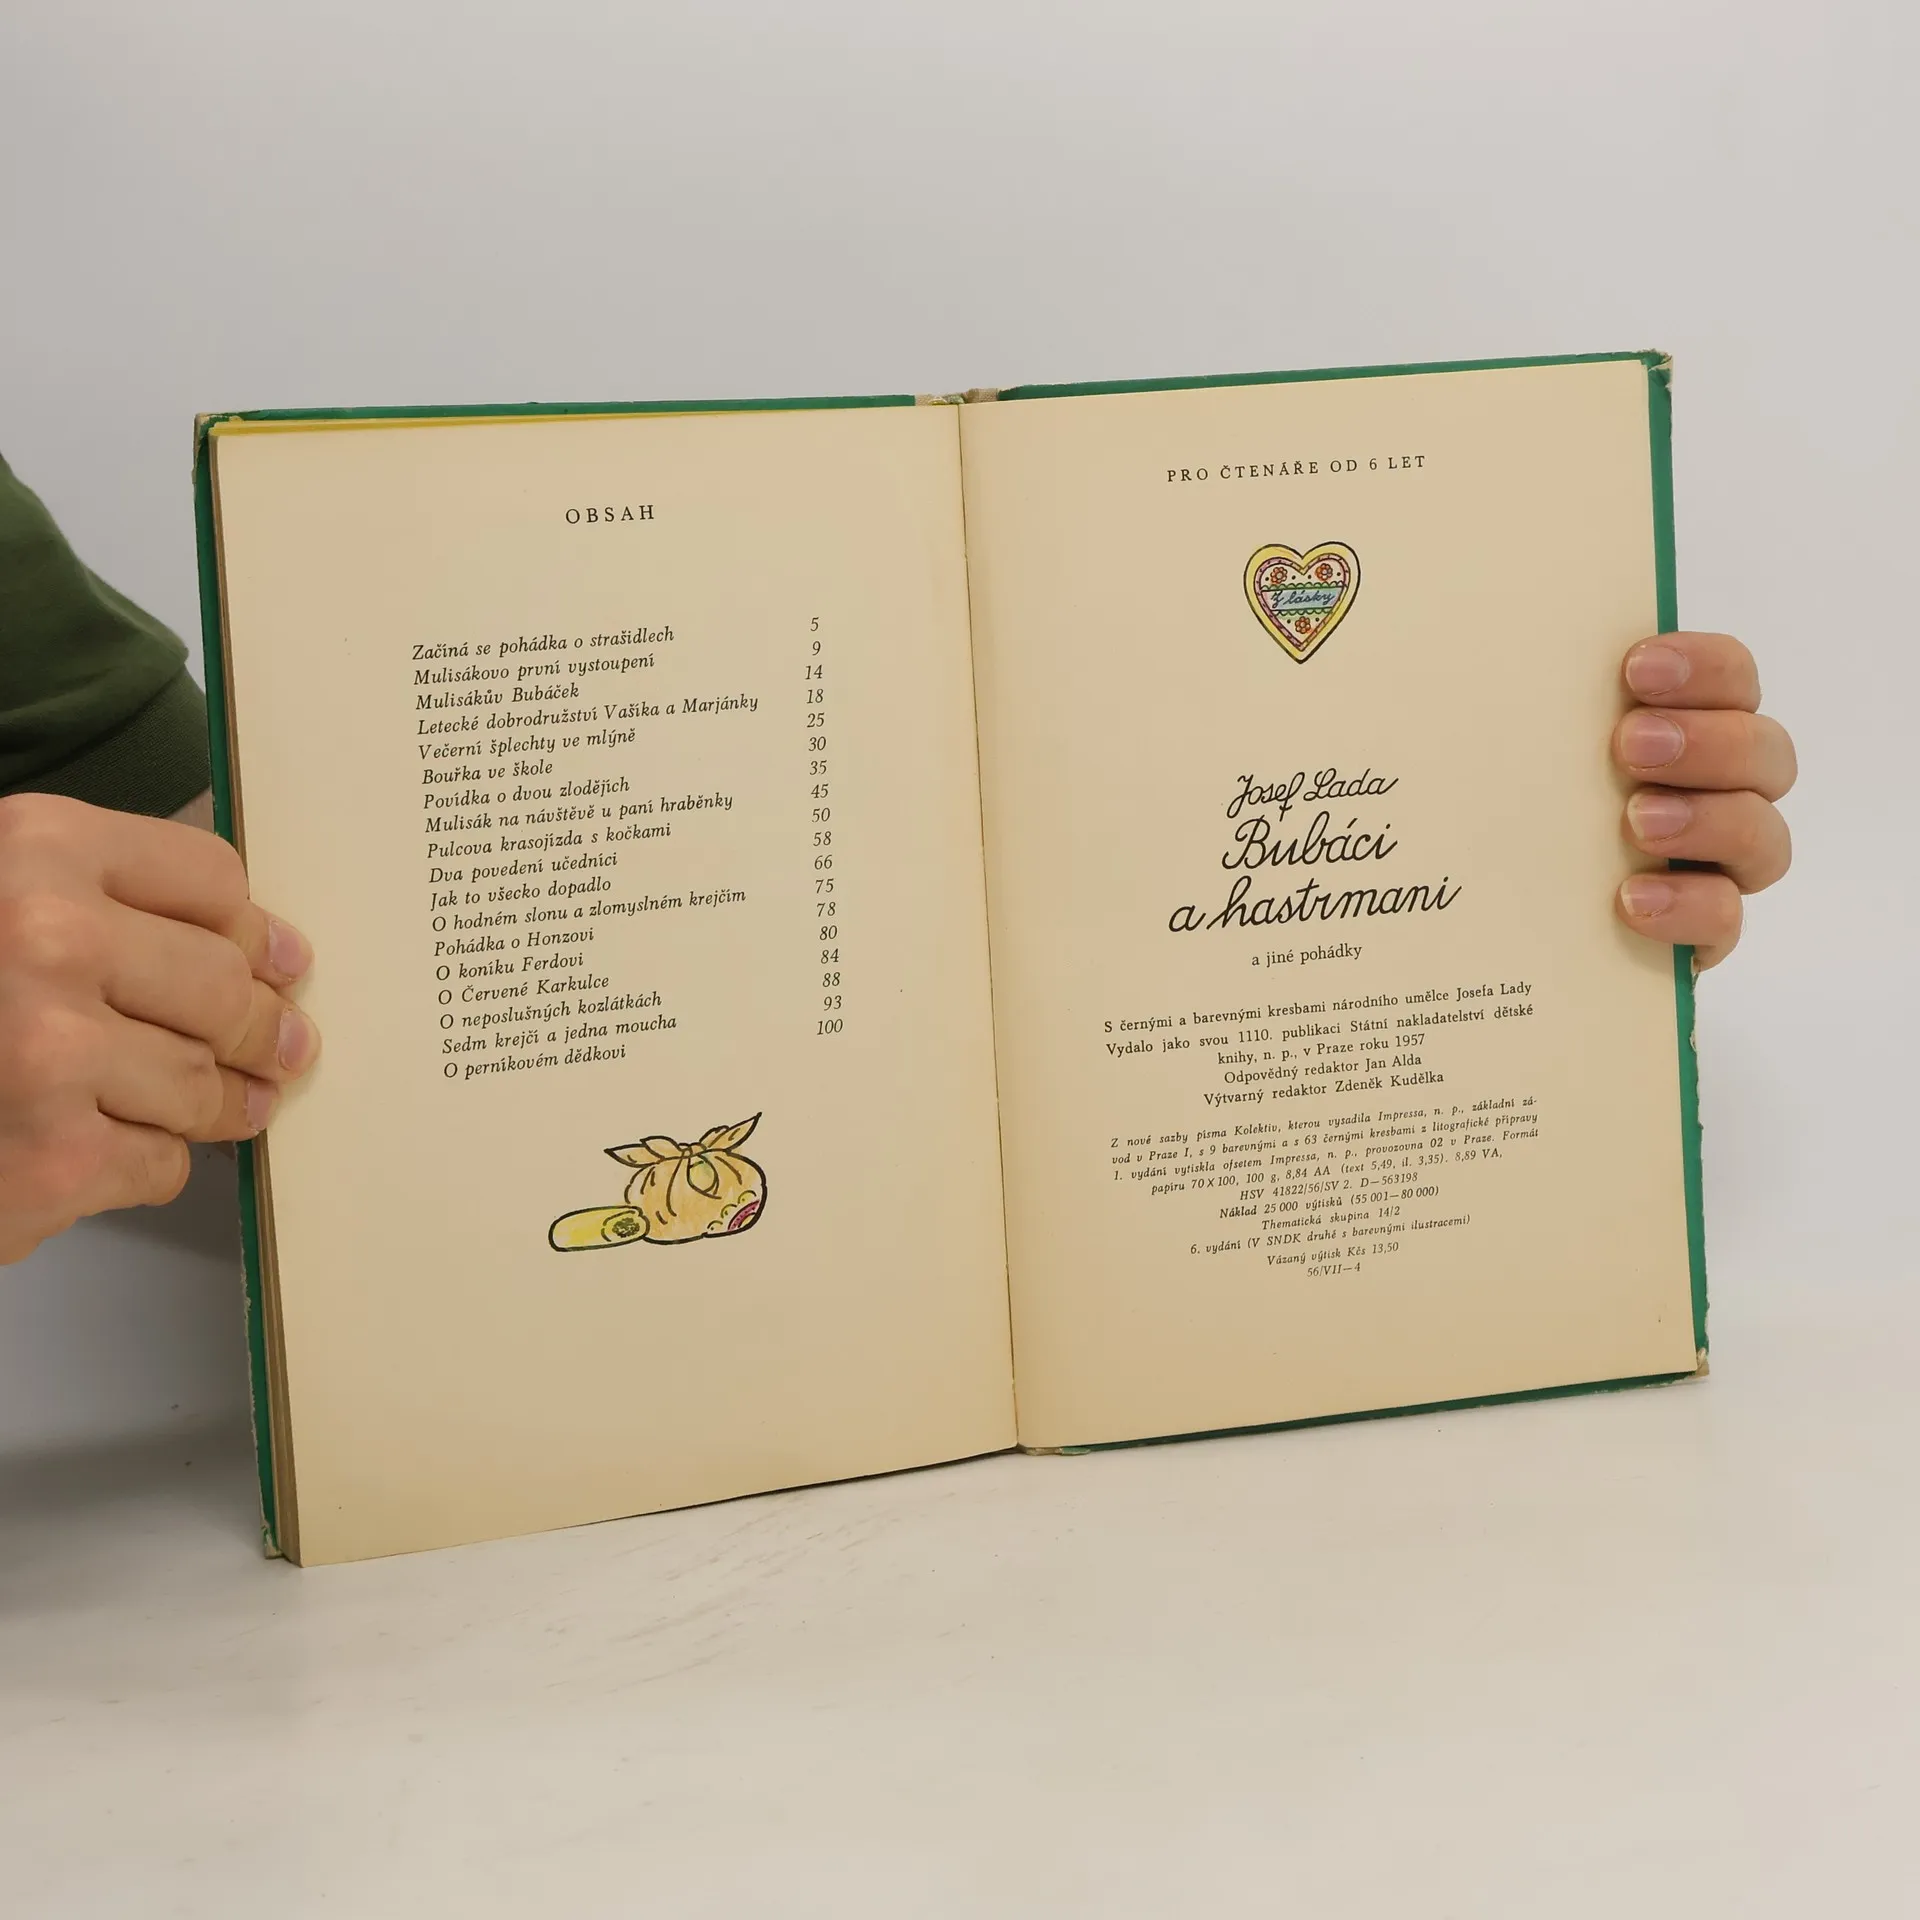 OBSAH
Začíná se pohádka o strašidlech 5
Mulisákovo první vystoupení 9
Mulisákův Bubáček 14
Letecké dobrodružství Vašíka a Marjánky 18
Večerní šplechty ve mlýně 25
Bouřka ve škole 30
Povídka o dvou zlodějích 35
Mulisák na návštěvě u paní hraběnky 45
Pulcova krasojízda s kočkami 50
Dva povedení učedníci 58
Jak to všecko dopadlo 66
O hodném slonu a zlomyslném krejčím 75
Pohádka o Honzovi 78
O koníku Ferdovi 80
O Červené Karkulce 84
O neposlušných kozlátkách 88
Sedm krejčí a jedna moucha 93
O perníkovém dědkovi 100
PRO ČTENÁŘE OD 6 LET
Z lásky
Josef Lada
Bubáci
a hastrmani
a jiné pohádky
S černými a barevnými kresbami národního umělce Josefa Lady
Vydalo jako svou 1110. publikaci Státní nakladatelství dětské
knihy, n. p., v Praze roku 1957
Odpovědný redaktor Jan Alda
Výtvarný redaktor Zdeněk Kudělka
Z nové sazby písma Kolektiv, kterou vysadila Impressa, n. p., základní zá-
vod v Praze I, s 9 barevnými a s 63 černými kresbami z litografické přípravy
1. vydání vytiskla ofsetem Impressa, n. p., provozovna 02 v Praze. Formát
papíru 70 X 100, 100 g, 8,84 AA (text 5,49, il. 3,35). 8,89 VA,
HSV 41822/56/SV 2. D—563198
Náklad 25 000 výtisků (55 001—80 000)
Thematická skupina 14/2
6. vydání (V SNDK druhé s barevnými ilustracemi)
Vázaný výtisk Kčs 13,50
56/VII—4